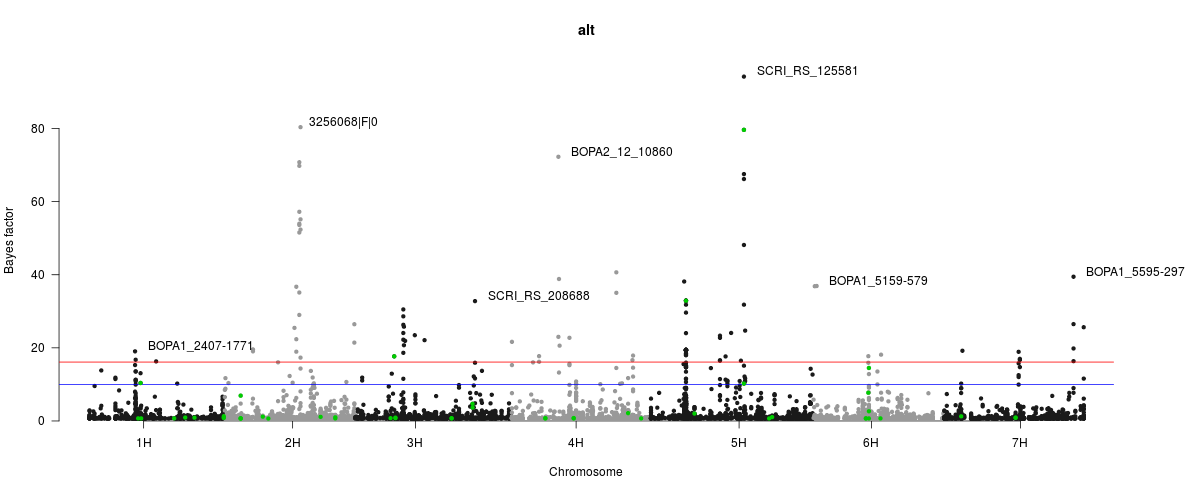 alt
SCRI_RS_125581
3256068|F|0
BOPA2_12_10860
BOPA1_5595-297
BOPA1_5159-579
SCRI_RS_208688
BOPA1_2407-1771
Bayes factor
80
60
40
20
0
1H 2H 3H 4H 5H 6H 7H
Chromosome